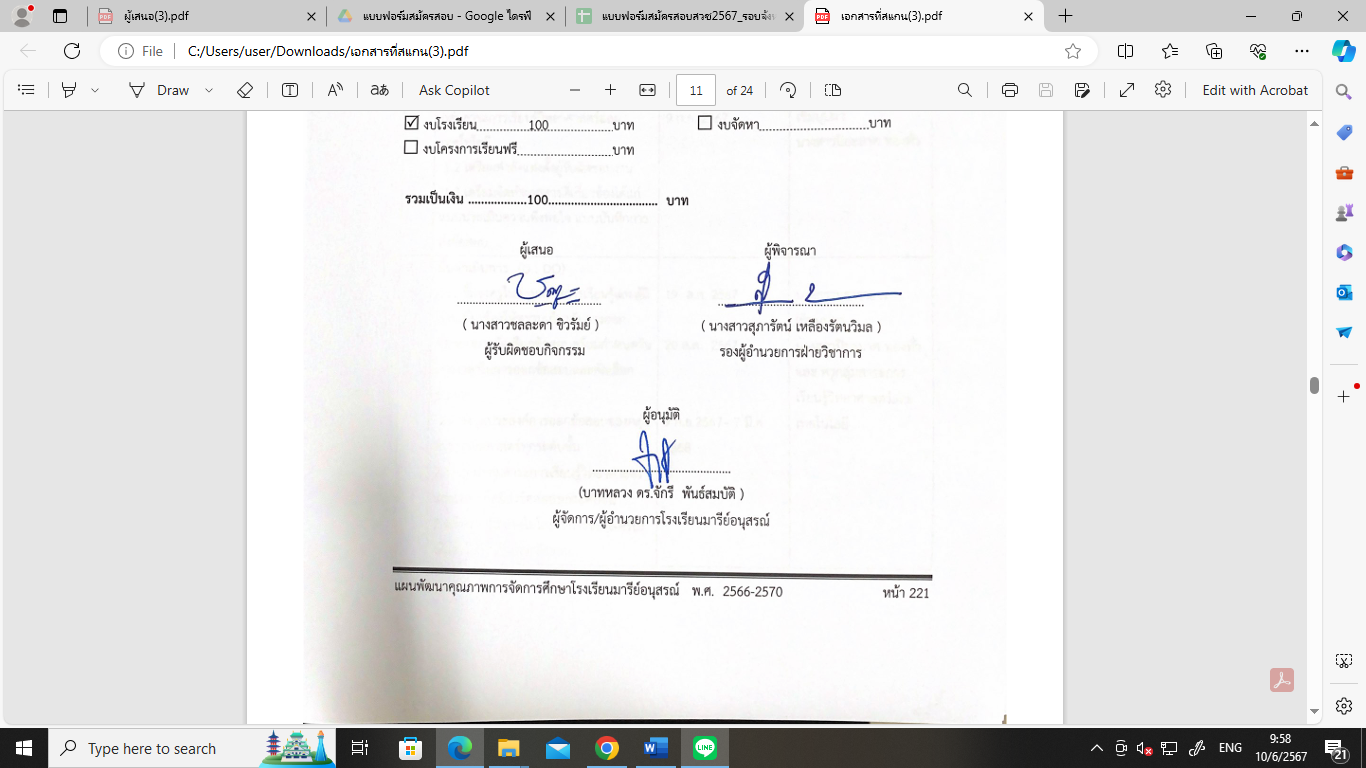 ผู้เสนอ(3).pdf
แบบฟอร์มสมัครสอบ - Google ไดรฟ์
แบบฟอร์มสมัครสอบสวช2567_รอบจังห
เอกสารที่สแกน(3).pdf
File C:/Users/user/Downloads/เอกสารที่สแกน(3).pdf
Draw Ask Copilot 11 of 24 Edit with Acrobat
งบโรงเรียน 100 บาท งบจัดหา บาท
งบโครงการเรียนฟรี บาท
รวมเป็นเงิน ..................100.................................. บาท
ผู้เสนอ ผู้พิจารณา
( นางสาวชลละดา ชิวรัมย์ ) ( นางสาวสุภารัตน์ เหลืองรัตนวิมล )
ผู้รับผิดชอบกิจกรรม รองผู้อำนวยการฝ่ายวิชาการ
ผู้อนุมัติ
(บาทหลวง ดร.จักรี พันธ์สมบัติ )
ผู้จัดการ/ผู้อำนวยการโรงเรียนมารีย์อนุสรณ์
แผนพัฒนาคุณภาพการจัดการศึกษาโรงเรียนมารีย์อนุสรณ์ พ.ศ. 2566-2570 หน้า 221
Type here to search
ENG
9:58
10/6/2567
21